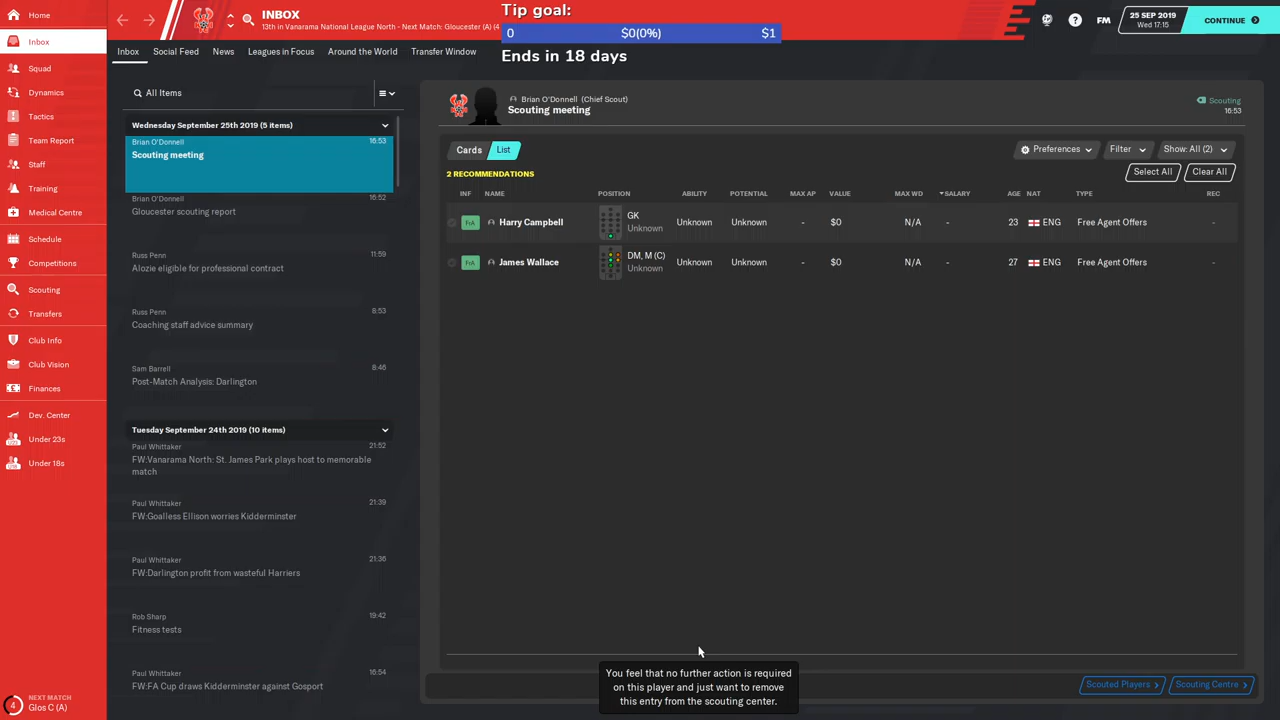 Home
Inbox
Squad
Dynamics
Tactics
Team Report
Staff
Training
Medical Centre
Schedule
Competitions
Scouting
Transfers
Club Info
Club Vision
Finances
Dev. Center
Under 23s
Under 18s
4
NEXT MATCH
Glos C (A)
INBOX
13th in Vanarama National League North - Next Match: Gloucester (A) (4
Tip goal:
0 $0(0%) $1
Ends in 18 days
?
FM
25 SEP 2019
Wed 17:15
CONTINUE
Inbox
Social Feed
News
Leagues in Focus
Around the World
Transfer Window
All Items
Wednesday September 25th 2019 (5 items)
Brian O'Donnell 16:53
Scouting meeting
Brian O'Donnell 16:52
Gloucester scouting report
Russ Penn 11:59
Alozie eligible for professional contract
Russ Penn 8:53
Coaching staff advice summary
Sam Barrell 8:46
Post-Match Analysis: Darlington
Tuesday September 24th 2019 (10 items)
Paul Whittaker 21:52
FW:Vanarama North: St. James Park plays host to memorable
match
Paul Whittaker 21:39
FW:Goalless Ellison worries Kidderminster
Paul Whittaker 21:36
FW:Darlington profit from wasteful Harriers
Rob Sharp 19:42
Fitness tests
Paul Whittaker 16:54
FW:FA Cup draws Kidderminster against Gosport
Brian O'Donnell (Chief Scout)
Scouting meeting
Scouting
16:53
Cards List
Preferences
Filter
Show: All (2)
2 RECOMMENDATIONS
Select All
Clear All
INF NAME POSITION ABILITY POTENTIAL MAX AP VALUE MAX WD SALARY AGE NAT TYPE REC
FrA Harry Campbell GK Unknown Unknown Unknown - $0 N/A - 23 ENG Free Agent Offers -
FrA James Wallace DM, M (C) Unknown Unknown Unknown - $0 N/A - 27 ENG Free Agent Offers -
You feel that no further action is required
on this player and just want to remove
this entry from the scouting center.
Scouted Players
Scouting Centre